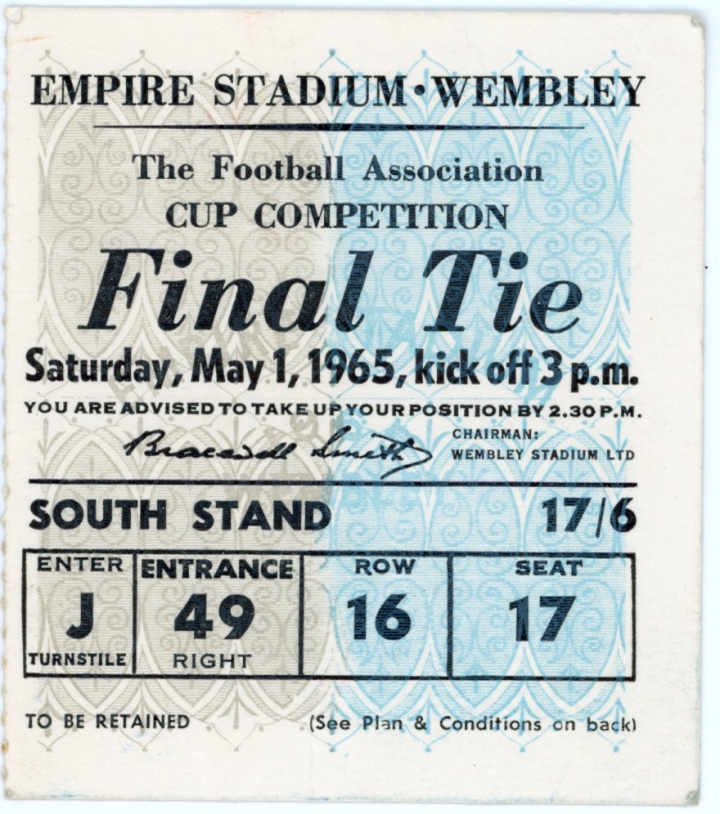 EMPIRE STADIUM • WEMBLEY
The Football Association
CUP COMPETITION
Final Tie
Saturday, May 1, 1965, kick off 3 p.m.
YOU ARE ADVISED TO TAKE UP YOUR POSITION BY 2.30 P.M.
Bracewell Smith
CHAIRMAN:
WEMBLEY STADIUM LTD
SOUTH STAND 17/6
ENTER J TURNSTILE
ENTRANCE 49 RIGHT
ROW 16
SEAT 17
TO BE RETAINED (See Plan & Conditions on back)